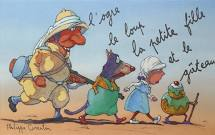 l'ogre
le loup
la petite fille
et le
gâteau
Philippe Corentin